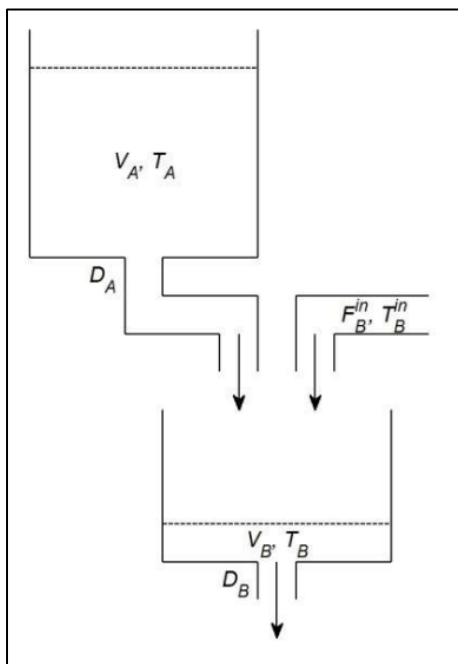 V_A, T_A
D_A
F_B^in, T_B^in
V_B, T_B
D_B